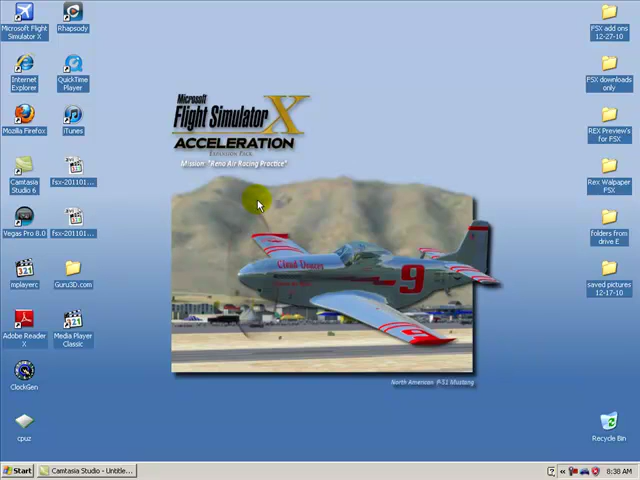 Microsoft Flight
Simulator X
Rhapsody
Internet
Explorer
QuickTime
Player
Mozilla Firefox
iTunes
Camtasia
Studio 6
fsx-201101...
Vegas Pro 8.0
fsx-201101...
mplayerc
Guru3D.com
Adobe Reader
X
Media Player
Classic
ClockGen
cpuz
Microsoft
Flight Simulator X
ACCELERATION
EXPANSION PACK
Mission: "Reno Air Racing Practice"
Cloud Dancer
9
North American P-51 Mustang
FSX add ons
12-27-10
FSX downloads
only
REX Preview's
for FSX
Rex Walpaper
FSX
folders from
drive E
saved pictures
12-17-10
Recycle Bin
Start
Camtasia Studio - Untitle...
8:38 AM